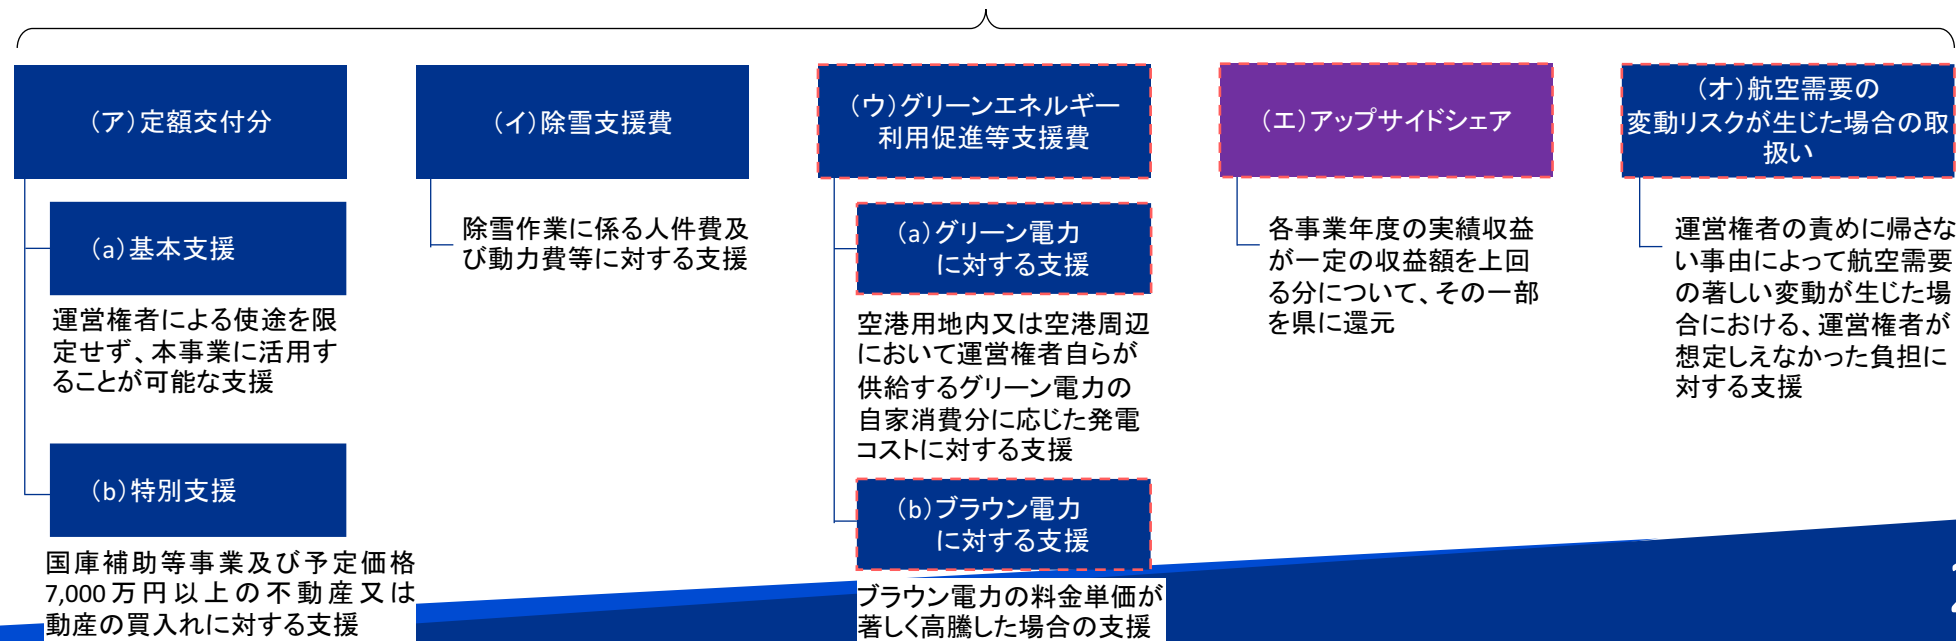 （ア）定額交付分
（a）基本支援
運営権者による使途を限
定せず、本事業に活用す
ることが可能な支援
（b）特別支援
国庫補助等事業及び予定価格
7,000万円以上の不動産又は
動産の買入れに対する支援
（イ）除雪支援費
除雪作業に係る人件費及
び動力費等に対する支援
（ウ）グリーンエネルギー
利用促進等支援費
（a）グリーン電力
に対する支援
空港用地内又は空港周辺
において運営権者自らが
供給するグリーン電力の
自家消費分に応じた発電
コストに対する支援
（b）ブラウン電力
に対する支援
ブラウン電力の料金単価が
著しく高騰した場合の支援
（エ）アップサイドシェア
各事業年度の実績収益
が一定の収益額を上回
る分について、その一部
を県に還元
（オ）航空需要の
変動リスクが生じた場合の取
扱い
運営権者の責めに帰さな
い事由によって航空需要
の著しい変動が生じた場
合における、運営権者が
想定しえなかった負担に
対する支援